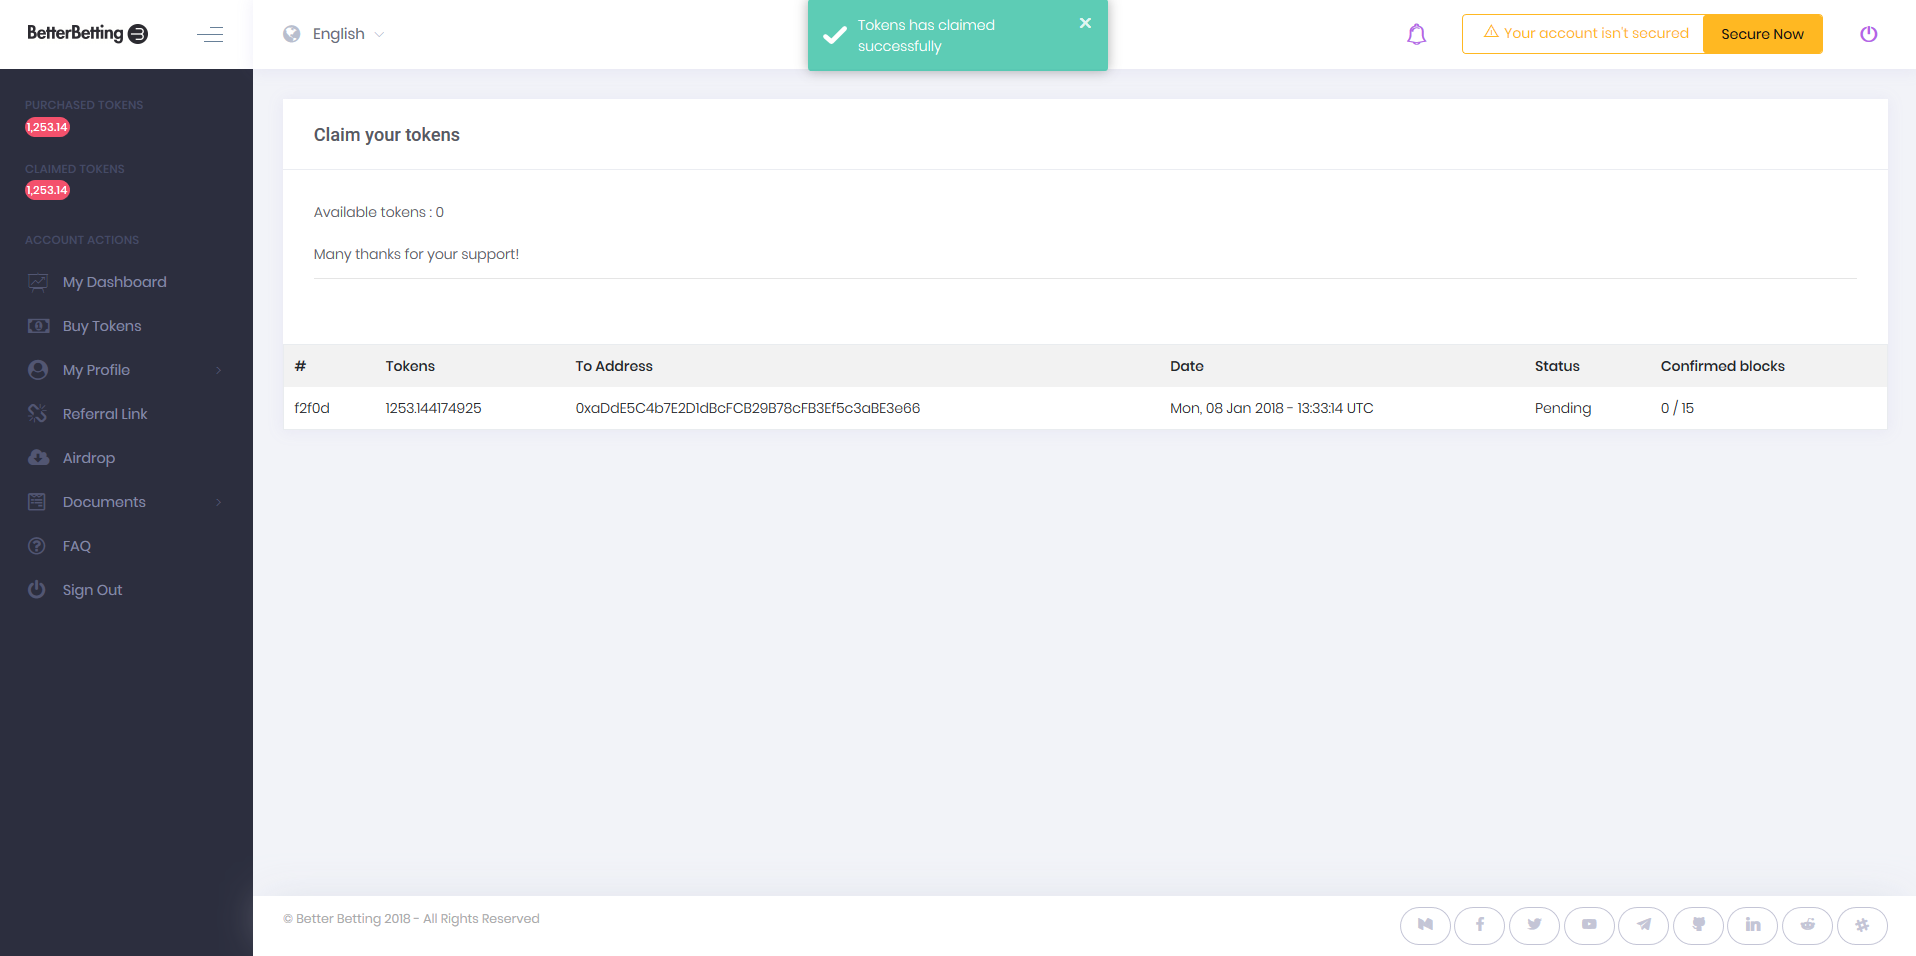 BetterBetting
English
Tokens has claimed
successfully
Your account isn't secured
Secure Now
PURCHASED TOKENS
1,253.14
CLAIMED TOKENS
1,253.14
ACCOUNT ACTIONS
My Dashboard
Buy Tokens
My Profile
Referral Link
Airdrop
Documents
FAQ
Sign Out
Claim your tokens
Available tokens : 0
Many thanks for your support!
# Tokens To Address Date Status Confirmed blocks
f2f0d 1253.144174925 0xaDdE5C4b7E2D1dBcFCB29B78cFB3Ef5c3aBE3e66 Mon, 08 Jan 2018 - 13:33:14 UTC Pending 0 / 15
© Better Betting 2018 - All Rights Reserved